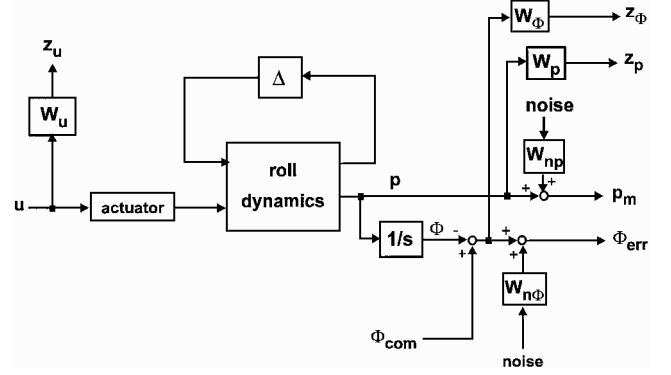 W_Φ
z_Φ
z_u
W_p
z_p
Δ
noise
W_u
W_np
roll
dynamics
p
+
+
u
actuator
p_m
1/s
Φ
-
+
+
+
Φ_err
W_nΦ
Φ_com
noise